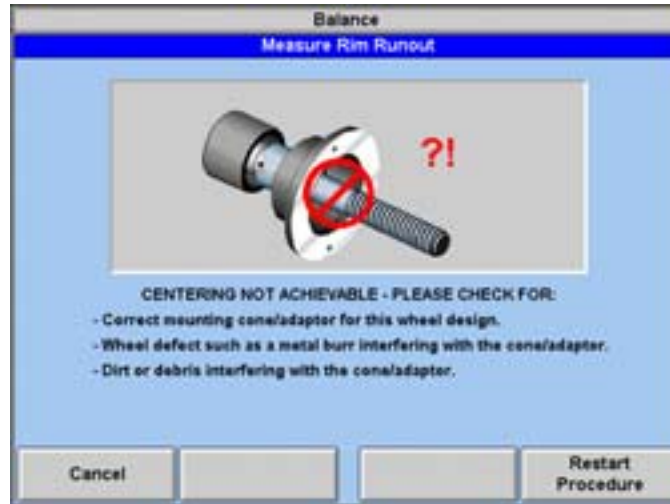 Balance
Measure Rim Runout
?!
CENTERING NOT ACHIEVABLE - PLEASE CHECK FOR:
- Correct mounting cone/adaptor for this wheel design.
- Wheel defect such as a metal burr interfering with the cone/adaptor.
- Dirt or debris interfering with the cone/adaptor.
Cancel
Restart
Procedure